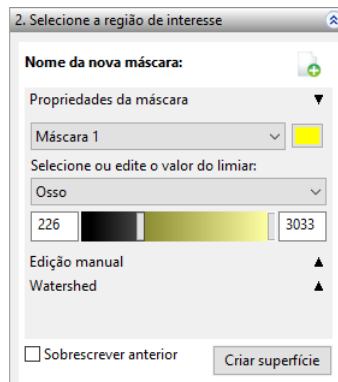 2. Selecione a região de interesse
Nome da nova máscara:
Propriedades da máscara
Máscara 1
Selecione ou edite o valor do limiar:
Osso
226
3033
Edição manual
Watershed
Sobrescrever anterior
Criar superfície